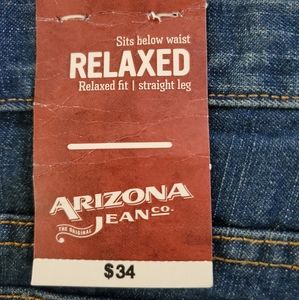 Sits below waist
RELAXED
Relaxed fit | straight leg
ARIZONA
JEAN CO.
THE ORIGINAL
$34